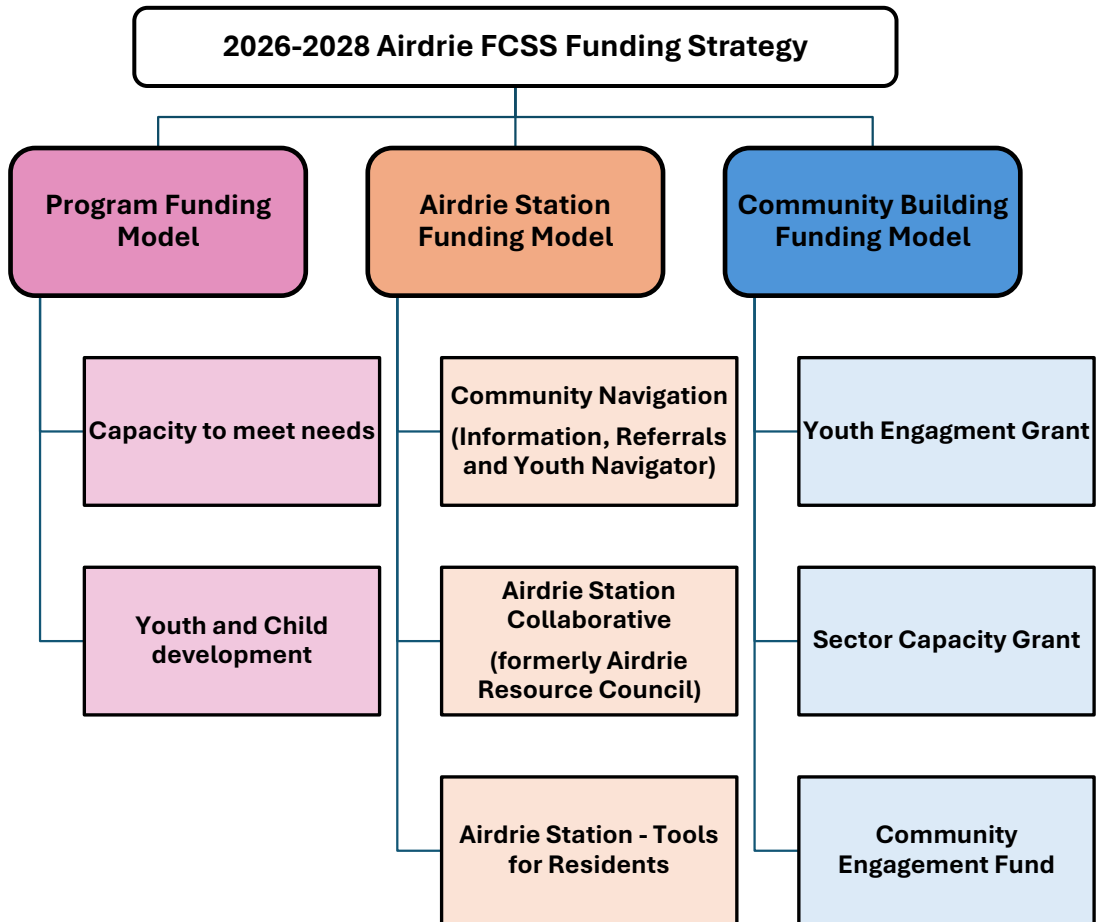 2026-2028 Airdrie FCSS Funding Strategy
Program Funding
Model
Airdrie Station
Funding Model
Community Building
Funding Model
Capacity to meet needs
Community Navigation
(Information, Referrals
and Youth Navigator)
Youth Engagment Grant
Youth and Child
development
Airdrie Station
Collaborative
(formerly Airdrie
Resource Council)
Sector Capacity Grant
Airdrie Station - Tools
for Residents
Community
Engagement Fund